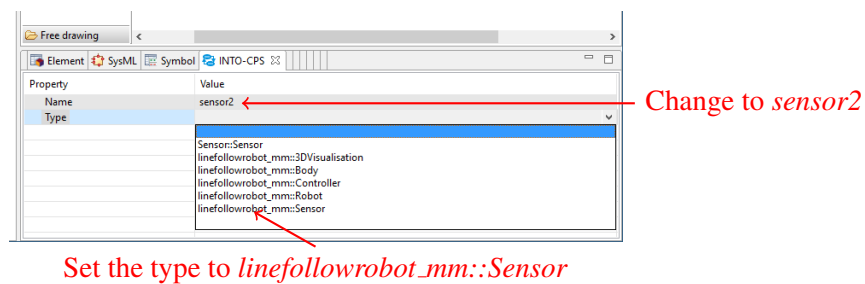 Free drawing
Element SysML Symbol INTO-CPS
Property Value
Name sensor2
Change to sensor2
Type
Sensor::Sensor
linefollowrobot_mm::3DVisualisation
linefollowrobot_mm::Body
linefollowrobot_mm::Controller
linefollowrobot_mm::Robot
linefollowrobot_mm::Sensor
Set the type to linefollowrobot_mm::Sensor